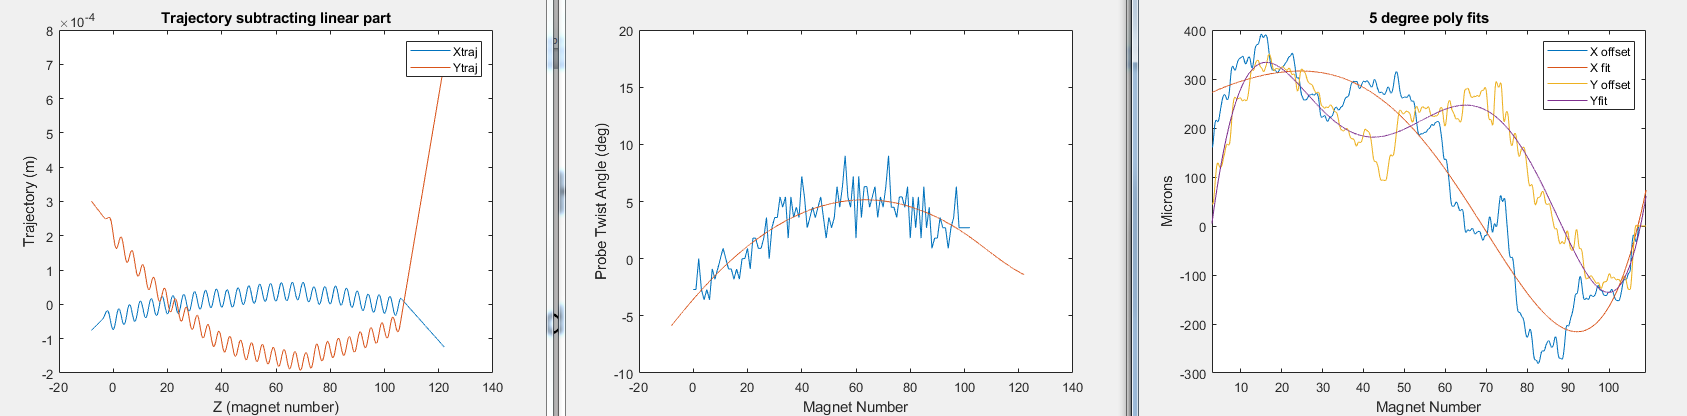 Trajectory subtracting linear part
×10⁻⁴
8
7
6
5
4
3
2
1
0
-1
-2
Trajectory (m)
Xtraj
Ytraj
-20 0 20 40 60 80 100 120 140
Z (magnet number)
20
15
10
5
0
-5
-10
Probe Twist Angle (deg)
-20 0 20 40 60 80 100 120 140
Magnet Number
5 degree poly fits
400
300
200
100
0
-100
-200
-300
Microns
X offset
X fit
Y offset
Yfit
10 20 30 40 50 60 70 80 90 100
Magnet Number